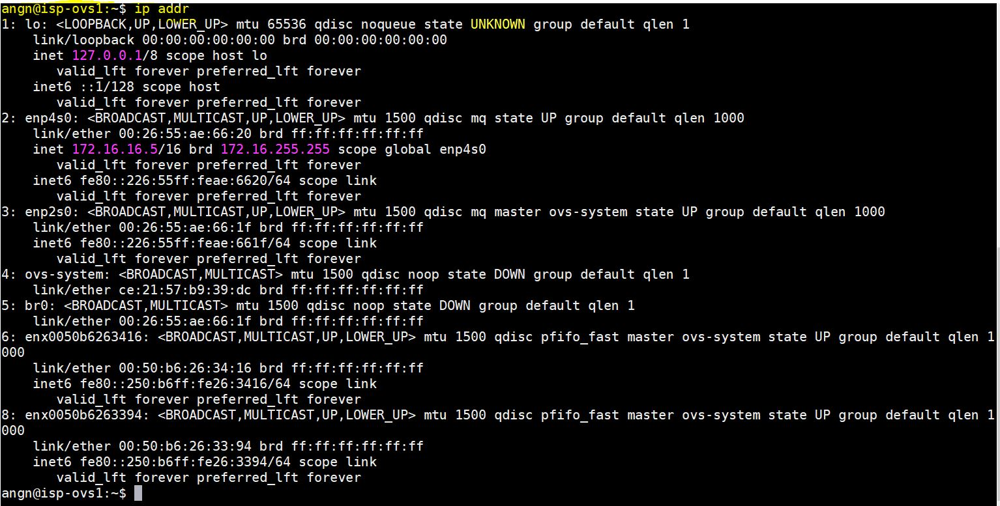 angn@isp-ovs1:~$ ip addr
1: lo: <LOOPBACK,UP,LOWER_UP> mtu 65536 qdisc noqueue state UNKNOWN group default qlen 1
    link/loopback 00:00:00:00:00:00 brd 00:00:00:00:00:00
    inet 127.0.0.1/8 scope host lo
       valid_lft forever preferred_lft forever
    inet6 ::1/128 scope host
       valid_lft forever preferred_lft forever
2: enp4s0: <BROADCAST,MULTICAST,UP,LOWER_UP> mtu 1500 qdisc mq state UP group default qlen 1000
    link/ether 00:26:55:ae:66:20 brd ff:ff:ff:ff:ff:ff
    inet 172.16.16.5/16 brd 172.16.255.255 scope global enp4s0
       valid_lft forever preferred_lft forever
    inet6 fe80::226:55ff:feae:6620/64 scope link
       valid_lft forever preferred_lft forever
3: enp2s0: <BROADCAST,MULTICAST,UP,LOWER_UP> mtu 1500 qdisc mq master ovs-system state UP group default qlen 1000
    link/ether 00:26:55:ae:66:1f brd ff:ff:ff:ff:ff:ff
    inet6 fe80::226:55ff:feae:661f/64 scope link
       valid_lft forever preferred_lft forever
4: ovs-system: <BROADCAST,MULTICAST> mtu 1500 qdisc noop state DOWN group default qlen 1
    link/ether ce:21:57:b9:39:dc brd ff:ff:ff:ff:ff:ff
5: br0: <BROADCAST,MULTICAST> mtu 1500 qdisc noop state DOWN group default qlen 1
    link/ether 00:26:55:ae:66:1f brd ff:ff:ff:ff:ff:ff
6: enx0050b6263416: <BROADCAST,MULTICAST,UP,LOWER_UP> mtu 1500 qdisc pfifo_fast master ovs-system state UP group default qlen 1
000
    link/ether 00:50:b6:26:34:16 brd ff:ff:ff:ff:ff:ff
    inet6 fe80::250:b6ff:fe26:3416/64 scope link
       valid_lft forever preferred_lft forever
8: enx0050b6263394: <BROADCAST,MULTICAST,UP,LOWER_UP> mtu 1500 qdisc pfifo_fast master ovs-system state UP group default qlen 1
000
    link/ether 00:50:b6:26:33:94 brd ff:ff:ff:ff:ff:ff
    inet6 fe80::250:b6ff:fe26:3394/64 scope link
       valid_lft forever preferred_lft forever
angn@isp-ovs1:~$